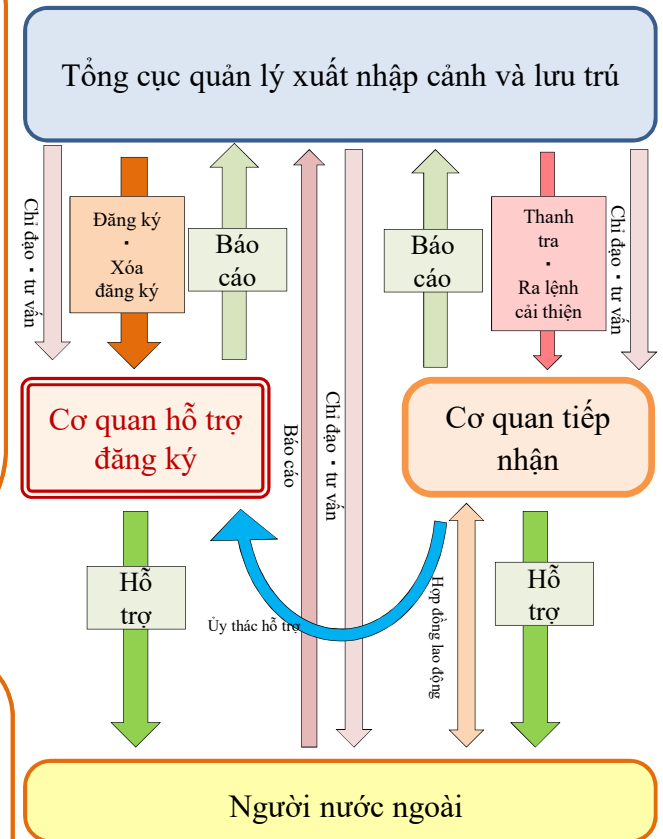 Tổng cục quản lý xuất nhập cảnh và lưu trú
Chỉ đạo・tư vấn
Đăng ký
・
Xóa
đăng ký
Báo
cáo
Báo
cáo
Thanh
tra
・
Ra lệnh
cải thiện
Chỉ đạo・tư vấn
Cơ quan hỗ trợ
đăng ký
Báo cáo
Chỉ đạo・tư vấn
Cơ quan tiếp
nhận
Hỗ
trợ
Ủy thác hỗ trợ
Hợp đồng lao động
Hỗ
trợ
Người nước ngoài